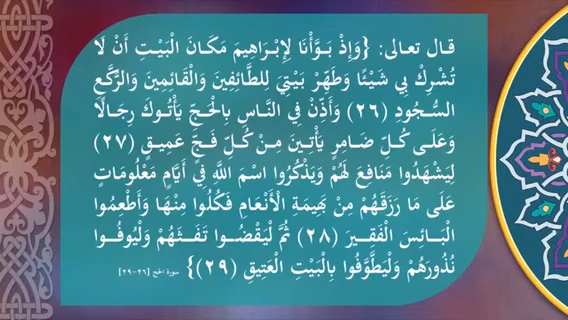 قال تعالى: {وَإِذْ بَوَّأْنَا لِإِبْرَاهِيمَ مَكَانَ الْبَيْتِ أَنْ لَا
تُشْرِكْ بِي شَيْئًا وَطَهِّرْ بَيْتِيَ لِلطَّائِفِينَ وَالْقَائِمِينَ وَالرُّكَّعِ
السُّجُودِ (٢٦) وَأَذِّنْ فِي النَّاسِ بِالْحَجِّ يَأْتُوكَ رِجَالًا
وَعَلَى كُلِّ ضَامِرٍ يَأْتِينَ مِنْ كُلِّ فَجٍّ عَمِيقٍ (٢٧)
لِيَشْهَدُوا مَنَافِعَ لَهُمْ وَيَذْكُرُوا اسْمَ اللَّهِ فِي أَيَّامٍ مَعْلُومَاتٍ
عَلَى مَا رَزَقَهُمْ مِنْ بَهِيمَةِ الْأَنْعَامِ فَكُلُوا مِنْهَا وَأَطْعِمُوا
الْبَائِسَ الْفَقِيرَ (٢٨) ثُمَّ لْيَقْضُوا تَفَثَهُمْ وَلْيُوفُوا
نُذُورَهُمْ وَلْيَطَّوَّفُوا بِالْبَيْتِ الْعَتِيقِ (٢٩)} سورة الحج [٢٦-٢٩]